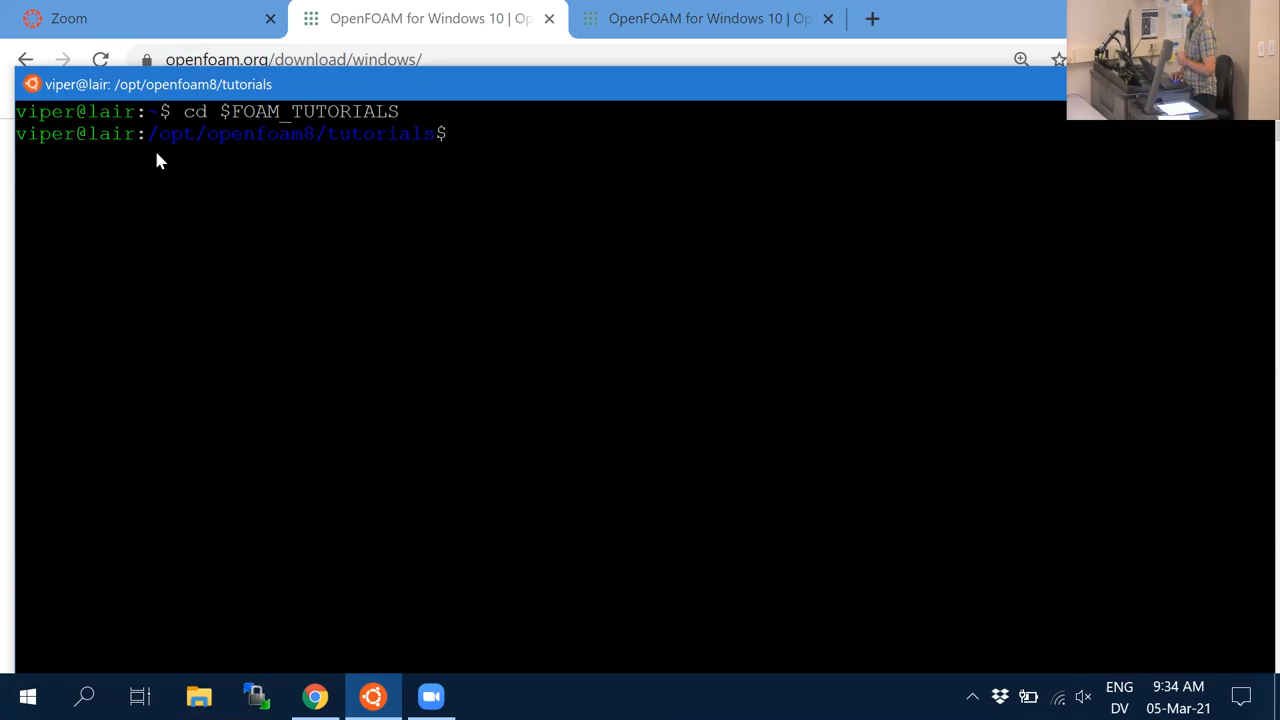 Zoom
OpenFOAM for Windows 10 | Op
OpenFOAM for Windows 10 | Op
openfoam.org/download/windows/
viper@lair: /opt/openfoam8/tutorials
viper@lair:~$ cd $FOAM_TUTORIALS
viper@lair:/opt/openfoam8/tutorials$
ENG
DV
9:34 AM
05-Mar-21